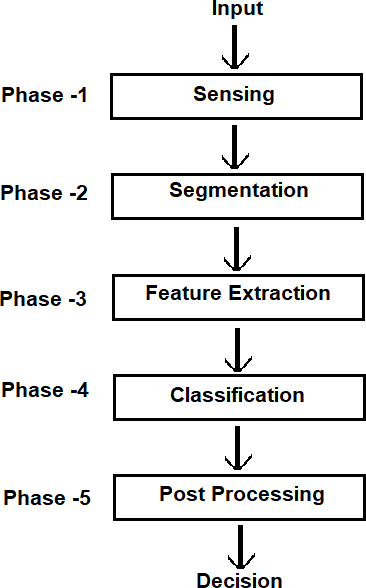 Input
Phase -1
Sensing
Phase -2
Segmentation
Phase -3
Feature Extraction
Phase -4
Classification
Phase -5
Post Processing
Decision